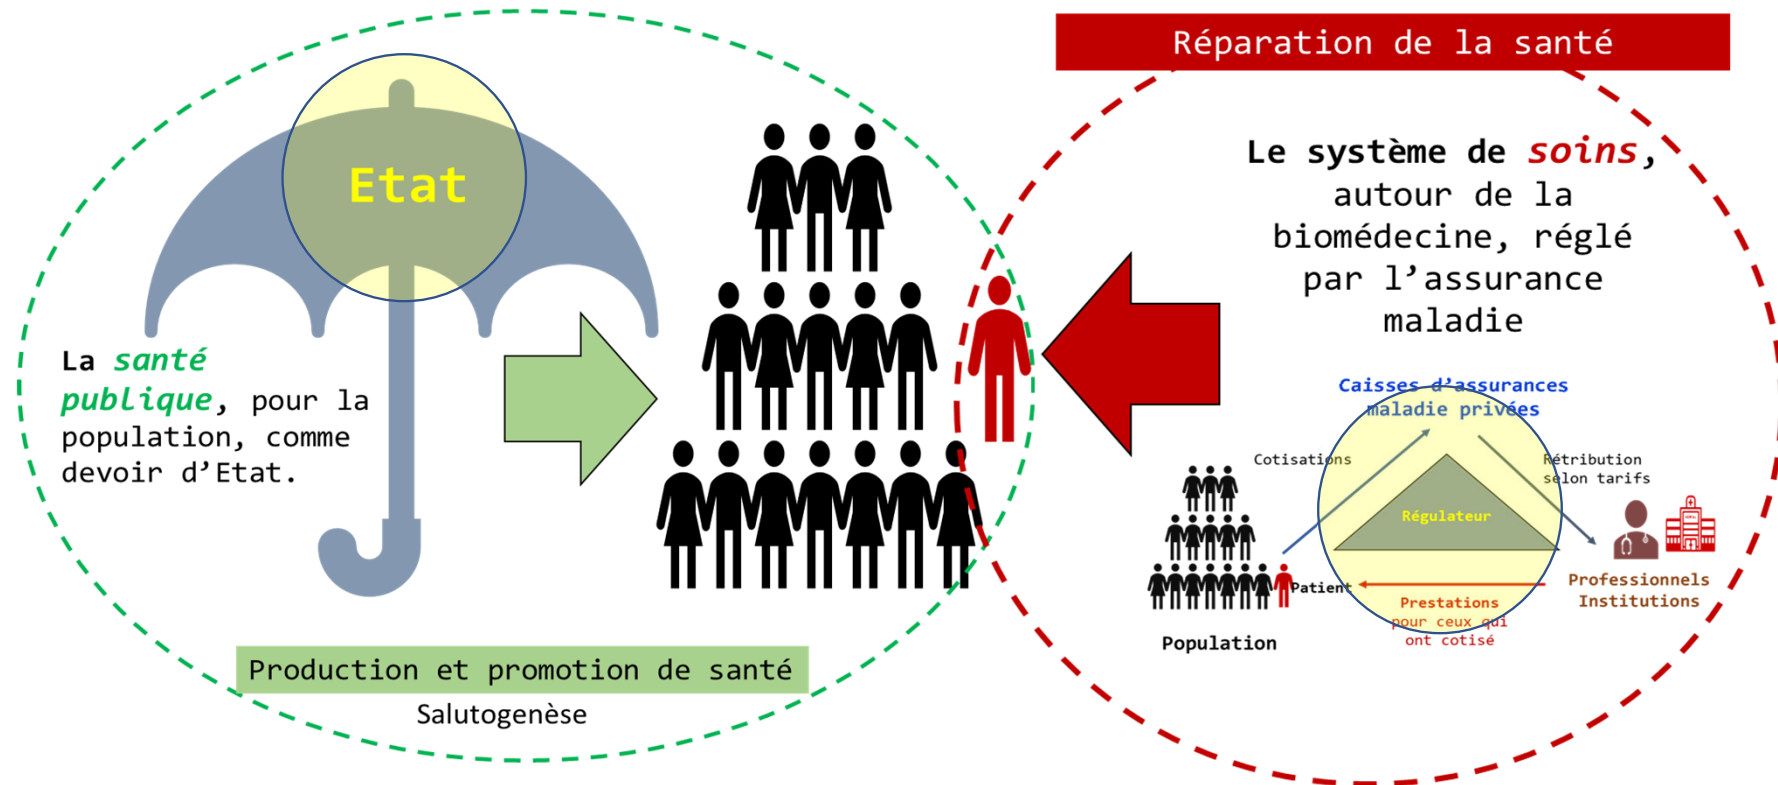 Etat
La santé
publique, pour la
population, comme
devoir d’Etat.
Production et promotion de santé
Salutogenèse
Réparation de la santé
Le système de soins,
autour de la
biomédecine, réglé
par l’assurance
maladie
Caisses d’assurances
maladie privées
Cotisations
Rétribution
selon tarifs
Régulateur
Patient
Prestations
pour ceux qui
ont cotisé
Professionnels
Institutions
Population